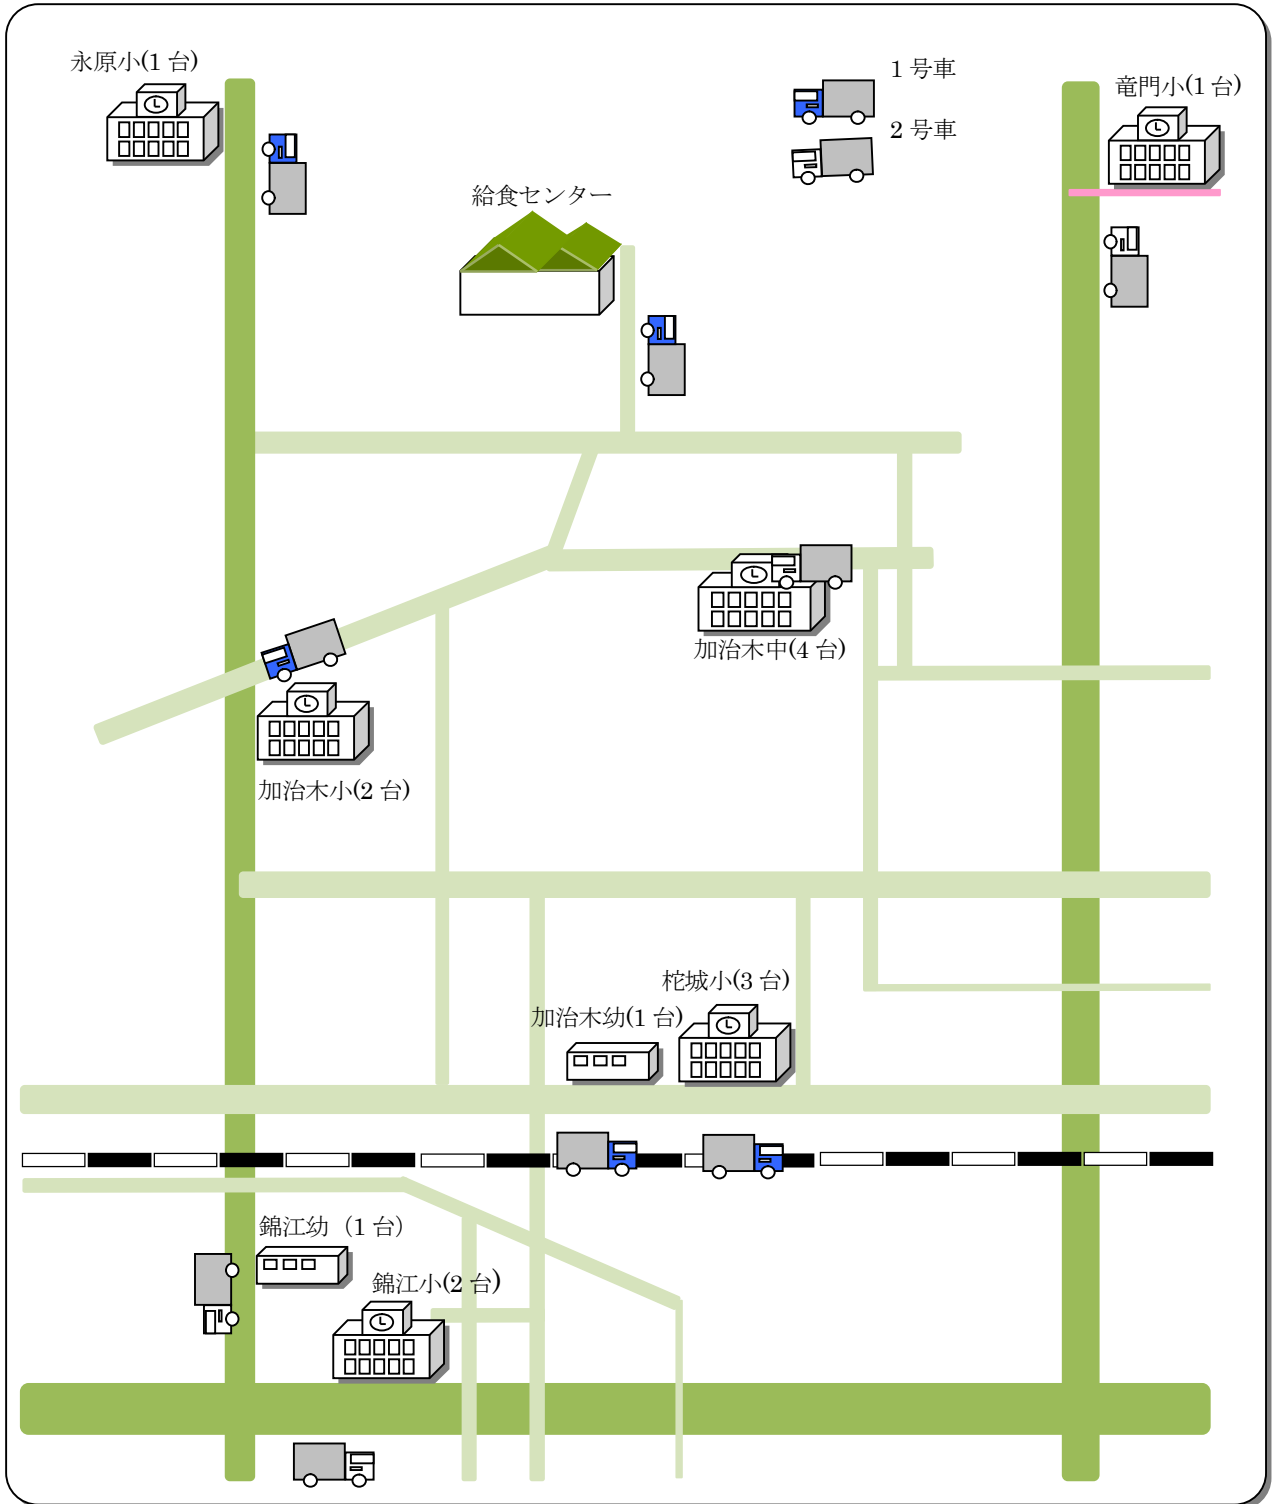 永原小(1 台)
1 号車
竜門小(1 台)
2 号車
給食センター
加治木中(4 台)
加治木小(2 台)
柁城小(3 台)
加治木幼(1 台)
錦江幼（1 台）
錦江小(2 台)